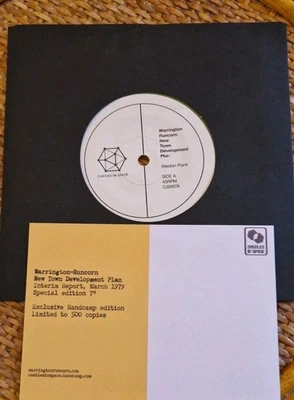 Warrington
Runcorn
New
Town
Development
Plan:
Weston Point
SIDE A
45RPM
CASTLES IN SPACE
CASTLES
IN SPACE
Warrington-Runcorn
New Town Development Plan
Interim Report, March 1979
Special edition 7"
Exclusive Bandcamp edition
Limited to 500 copies
warringtonruncorn.com
castlesinspace.bandcamp.com